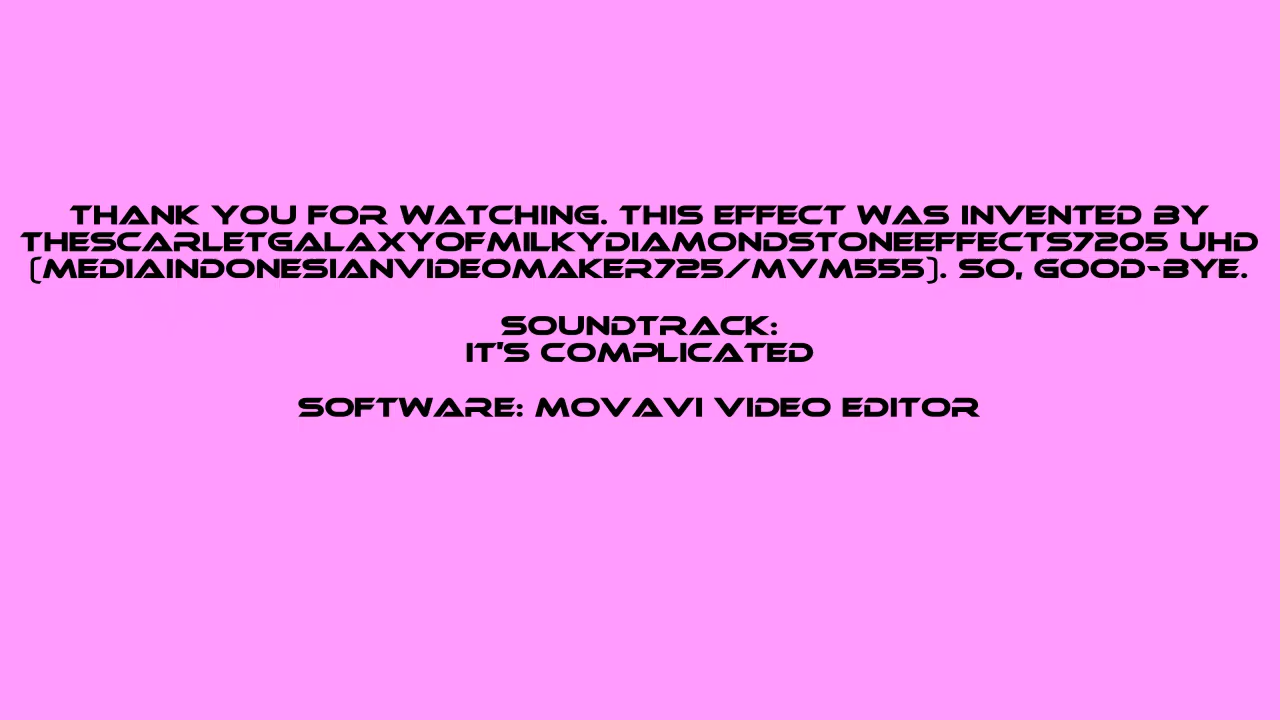 THANK YOU FOR WATCHING. THIS EFFECT WAS INVENTED BY
THESCARLETGALAXYOFMILKYDIAMONDSTONEEFFECTS7205 UHD
(MEDIAINDONESIANVIDEOMAKER725/MVM555). SO, GOOD-BYE.
SOUNDTRACK:
IT'S COMPLICATED
SOFTWARE: MOVAVI VIDEO EDITOR